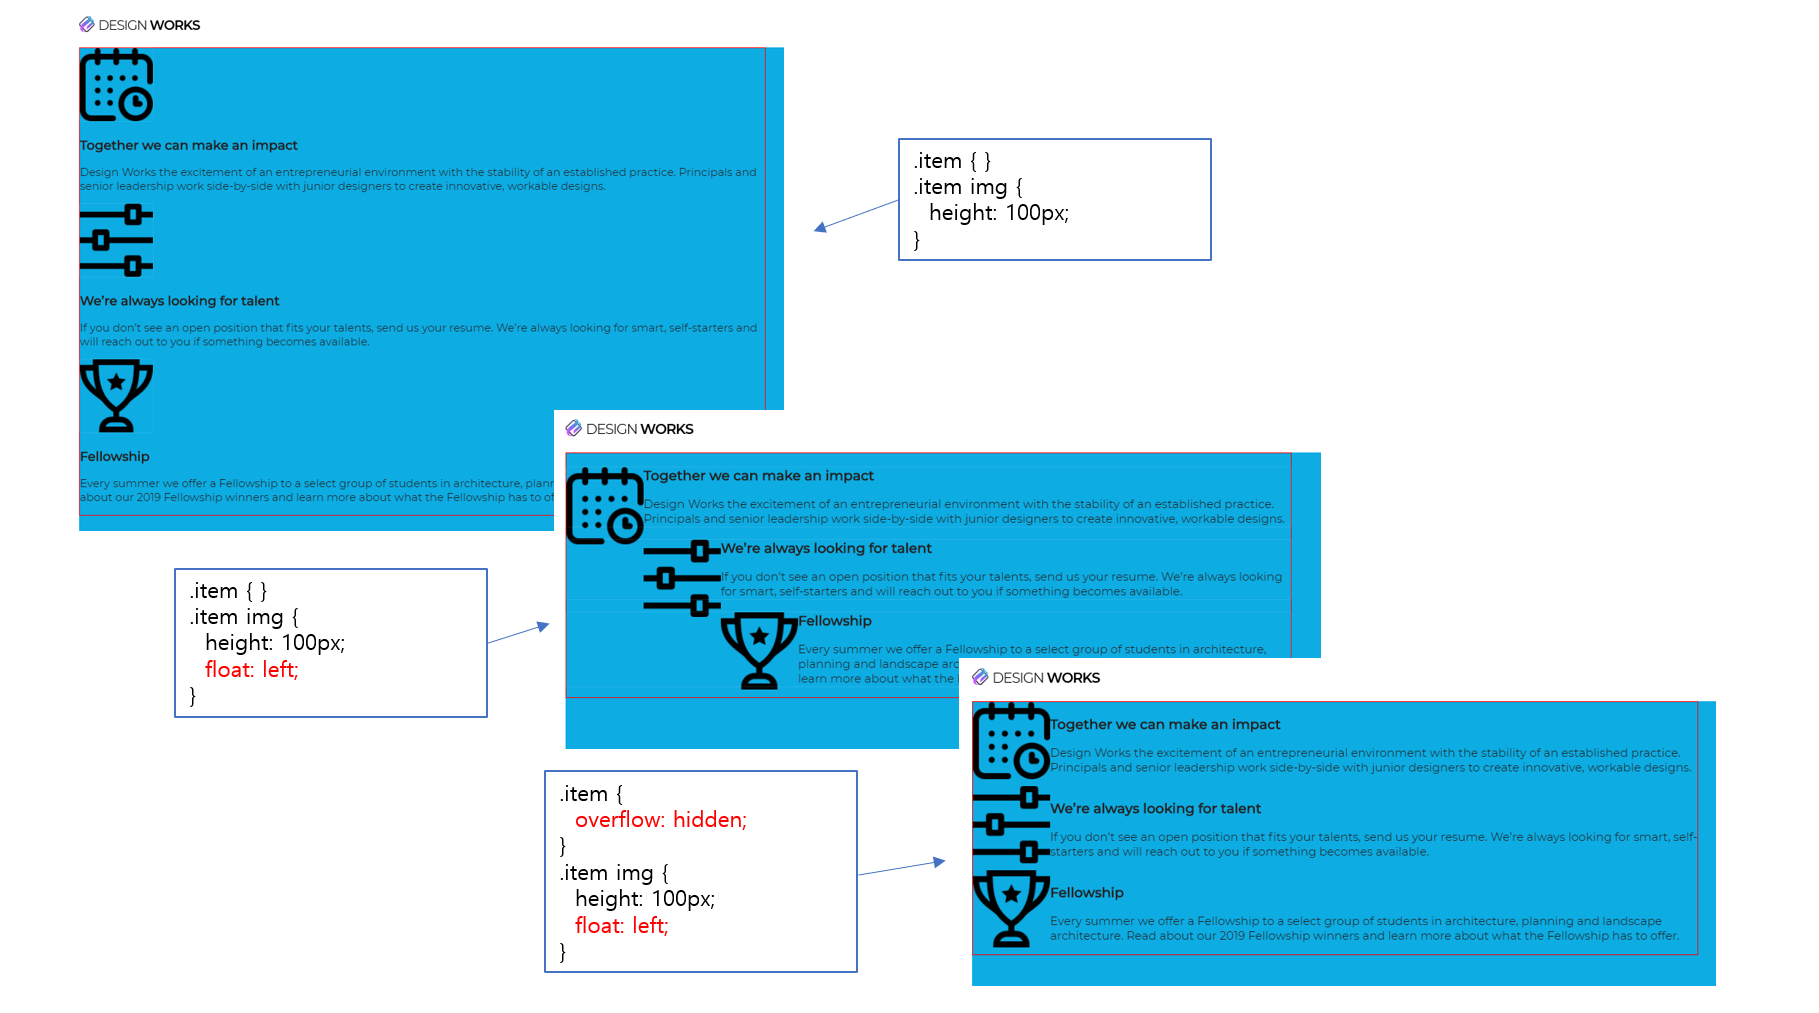 DESIGN WORKS
Together we can make an impact
Design Works the excitement of an entrepreneurial environment with the stability of an established practice. Principals and
senior leadership work side-by-side with junior designers to create innovative, workable designs.
We’re always looking for talent
If you don’t see an open position that fits your talents, send us your resume. We’re always looking for smart, self-starters and
will reach out to you if something becomes available.
Fellowship
Every summer we offer a Fellowship to a select group of students in architecture, plann
about our 2019 Fellowship winners and learn more about what the Fellowship has to of
.item { }
.item img {
height: 100px;
}
DESIGN WORKS
Together we can make an impact
Design Works the excitement of an entrepreneurial environment with the stability of an established practice.
Principals and senior leadership work side-by-side with junior designers to create innovative, workable designs.
We’re always looking for talent
If you don’t see an open position that fits your talents, send us your resume. We’re always looking
for smart, self-starters and will reach out to you if something becomes available.
Fellowship
Every summer we offer a Fellowship to a select group of students in architecture,
planning and landscape arc
learn more about what the
.item { }
.item img {
height: 100px;
float: left;
}
DESIGN WORKS
Together we can make an impact
Design Works the excitement of an entrepreneurial environment with the stability of an established practice.
Principals and senior leadership work side-by-side with junior designers to create innovative, workable designs.
We’re always looking for talent
If you don’t see an open position that fits your talents, send us your resume. We’re always looking for smart, self-
starters and will reach out to you if something becomes available.
Fellowship
Every summer we offer a Fellowship to a select group of students in architecture, planning and landscape
architecture. Read about our 2019 Fellowship winners and learn more about what the Fellowship has to offer.
.item {
overflow: hidden;
}
.item img {
height: 100px;
float: left;
}